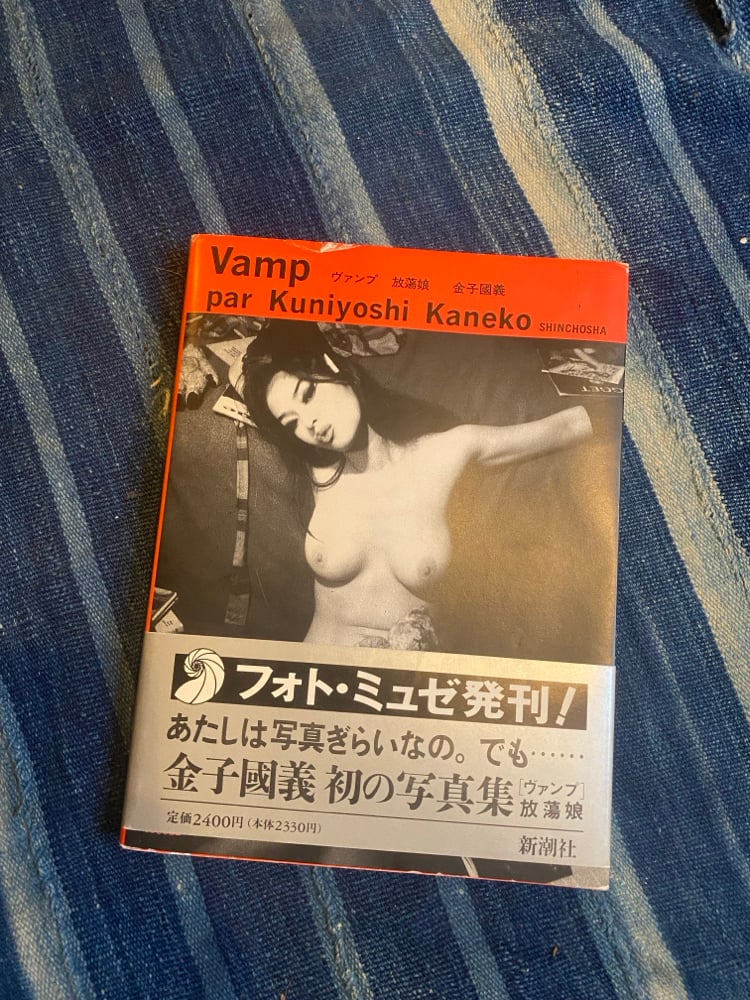 Vamp ヴァンプ 放蕩娘 金子國義
par Kuniyoshi Kaneko SHINCHOSHA
フォト・ミュゼ発刊!
あたしは写真ぎらいなの。でも……
金子國義 初の写真集 [ヴァンプ] 放蕩娘
定価2400円(本体2330円)
新潮社